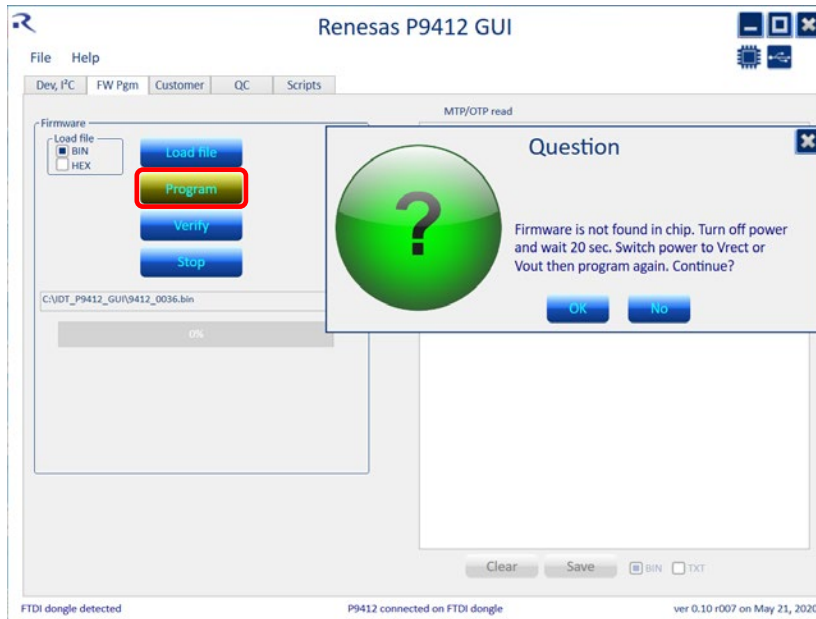 Renesas P9412 GUI
File Help
Dev, I²C FW Pgm Customer QC Scripts
MTP/OTP read
Firmware
Load file
BIN
HEX
Load file
Program
Verify
Stop
C:\IDT_P9412_GUI\9412_0036.bin
0%
Question
?
Firmware is not found in chip. Turn off power
and wait 20 sec. Switch power to Vrect or
Vout then program again. Continue?
OK No
Clear Save BIN TXT
FTDI dongle detected P9412 connected on FTDI dongle ver 0.10 r007 on May 21, 2020